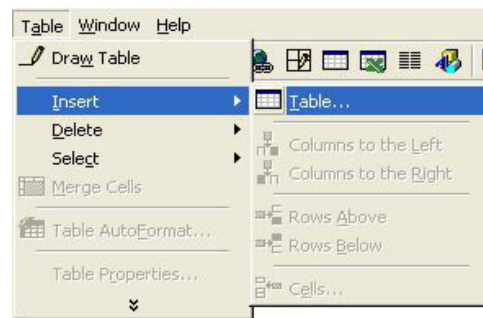 Table Window Help
Draw Table
Insert
Table...
Delete
Columns to the Left
Select
Columns to the Right
Merge Cells
Rows Above
Table AutoFormat...
Rows Below
Table Properties...
Cells...